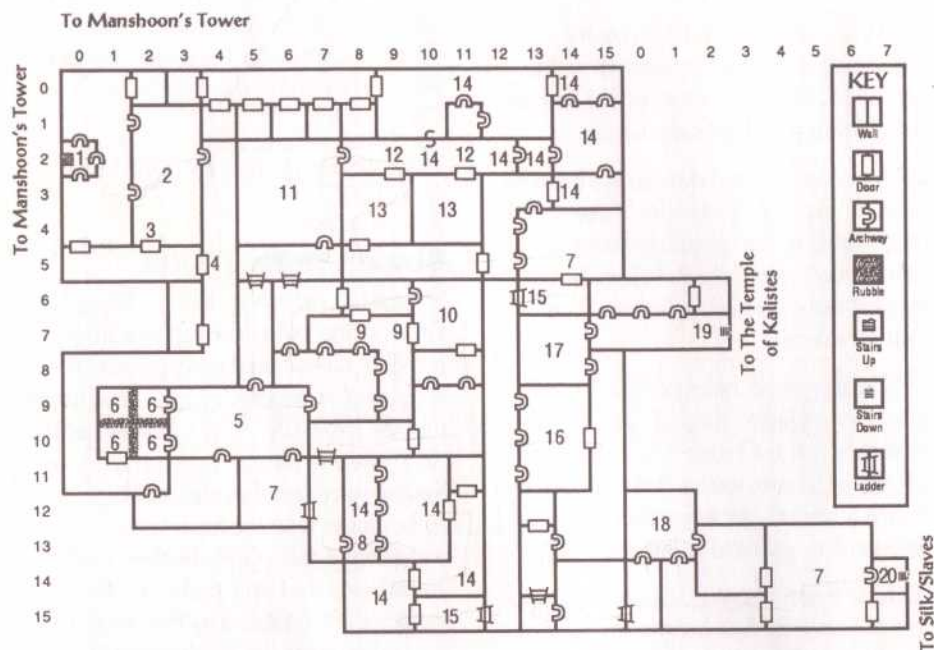 To Manshoon's Tower
0 1 2 3 4 5 6 7 8 9 10 11 12 13 14 15 0 1 2 3 4 5 6 7
To Manshoon's Tower
0
1
2
3
4
5
6
7
8
9
10
11
12
13
14
15
14 14
1 5 14
2 12 14 12 14 14
11 14
13 13
3
4 7
15
10
9 9 19
17
6 6
5
6 6 16
7 14 14
8 18
14 14 7 20
15
KEY
Wall
Door
Archway
Rubble
Stairs
Up
Stairs
Down
Ladder
To The Temple
of Kalistes
To Silk/Slaves